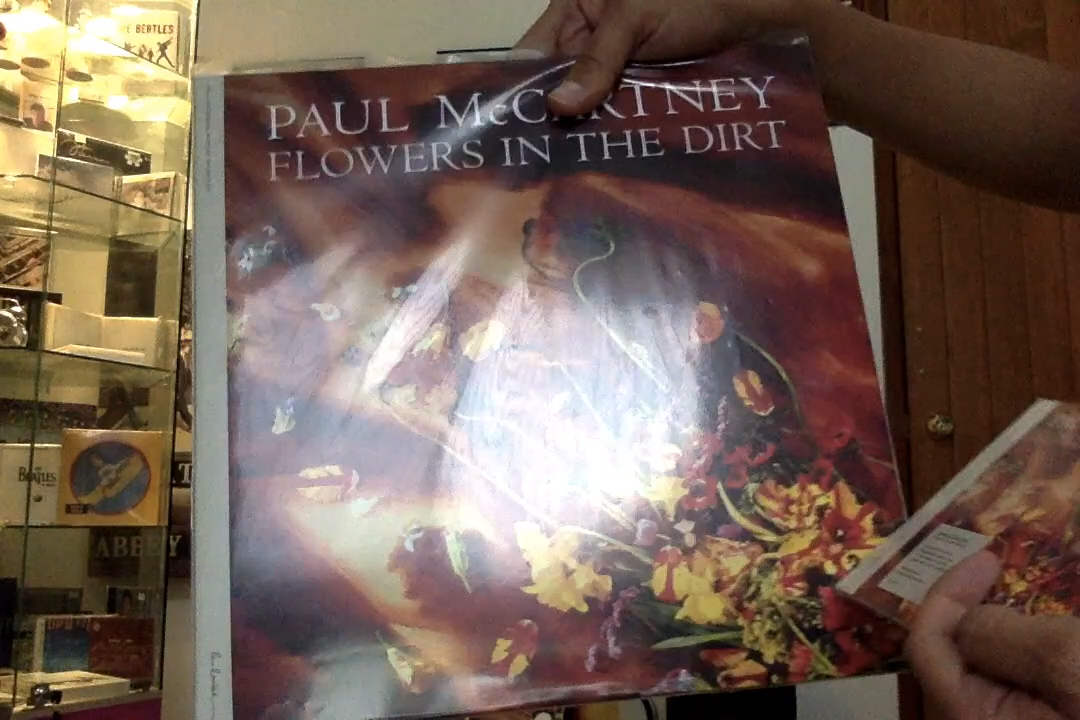 PAUL McCARTNEY
FLOWERS IN THE DIRT
THE BEATLES
BEATLES
ABBEY